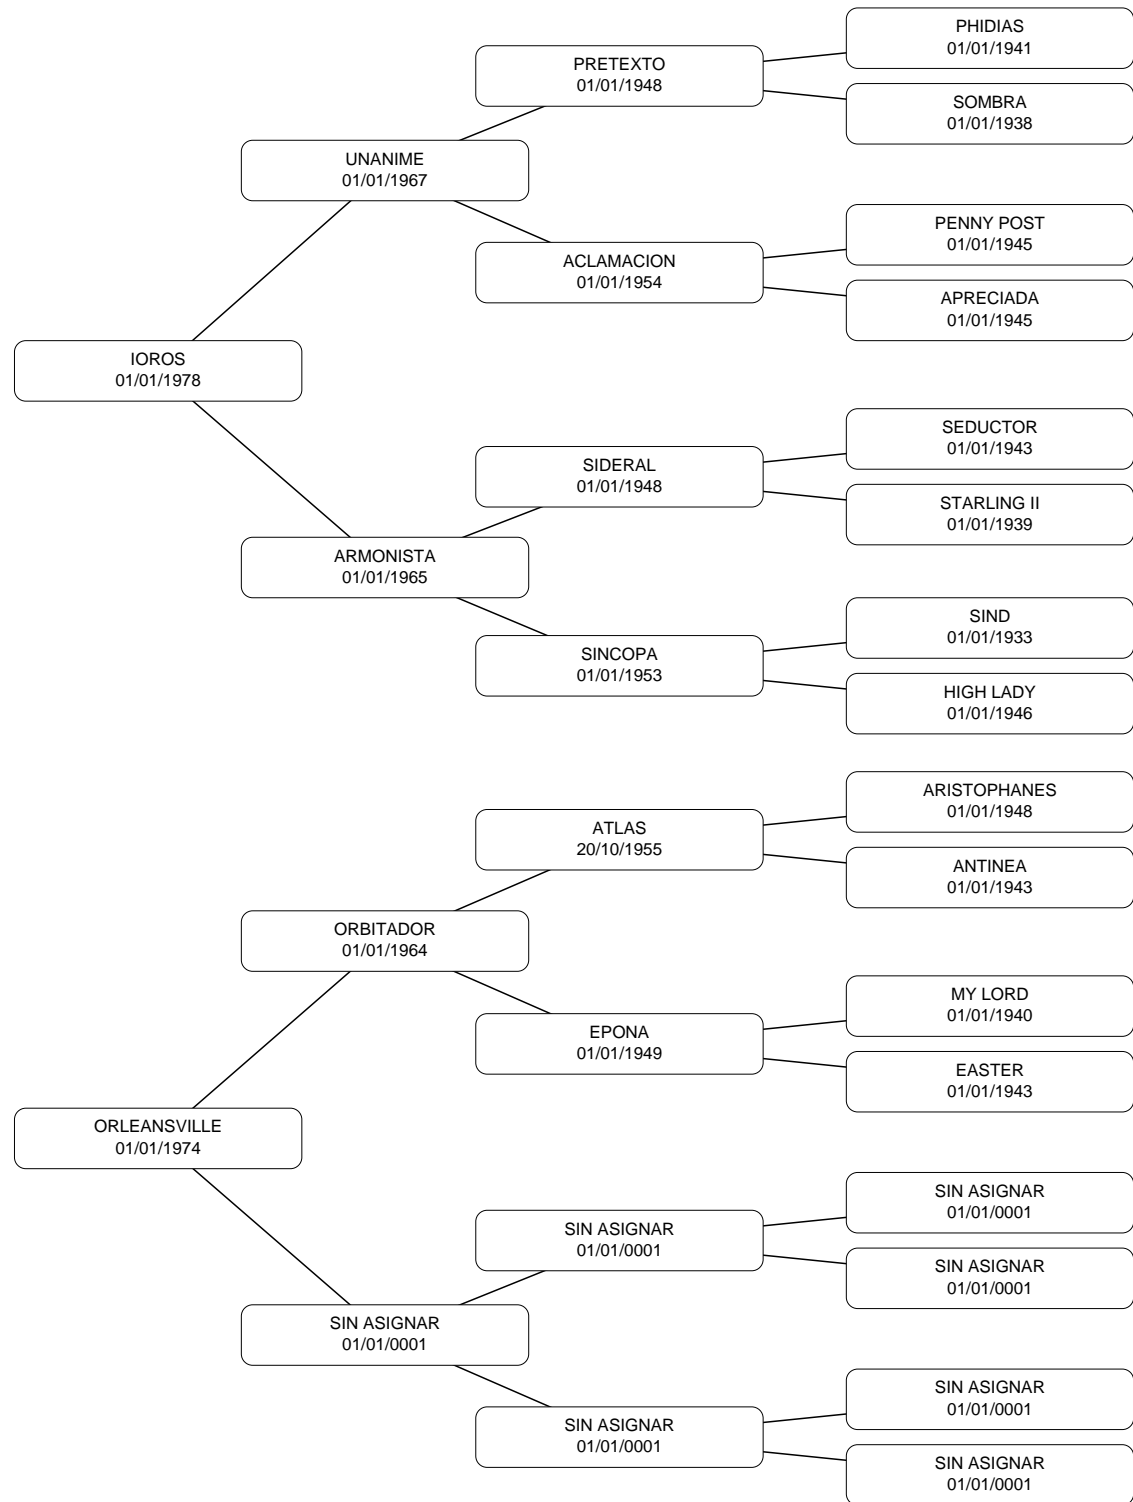 PHIDIAS
01/01/1941
PRETEXTO
01/01/1948
SOMBRA
01/01/1938
UNANIME
01/01/1967
PENNY POST
01/01/1945
ACLAMACION
01/01/1954
APRECIADA
01/01/1945
IOROS
01/01/1978
SEDUCTOR
01/01/1943
SIDERAL
01/01/1948
STARLING II
01/01/1939
ARMONISTA
01/01/1965
SIND
01/01/1933
SINCOPA
01/01/1953
HIGH LADY
01/01/1946
ARISTOPHANES
01/01/1948
ATLAS
20/10/1955
ANTINEA
01/01/1943
ORBITADOR
01/01/1964
MY LORD
01/01/1940
EPONA
01/01/1949
EASTER
01/01/1943
ORLEANSVILLE
01/01/1974
SIN ASIGNAR
01/01/0001
SIN ASIGNAR
01/01/0001
SIN ASIGNAR
01/01/0001
SIN ASIGNAR
01/01/0001
SIN ASIGNAR
01/01/0001
SIN ASIGNAR
01/01/0001
SIN ASIGNAR
01/01/0001